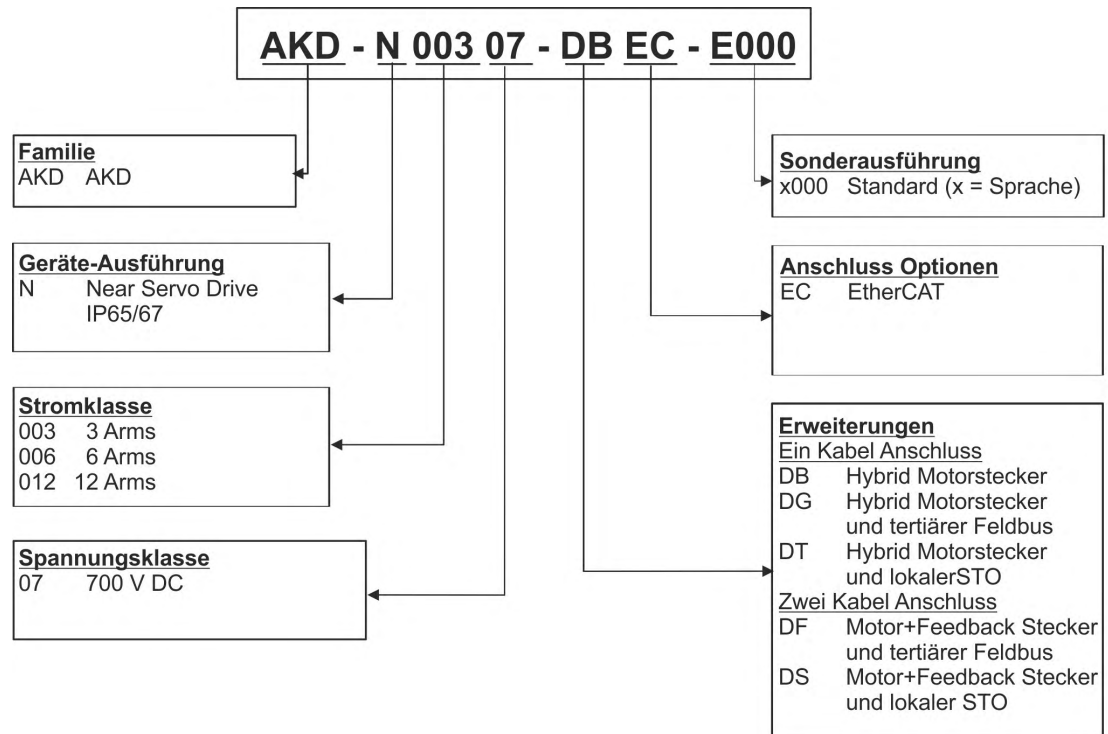 AKD - N 003 07 - DB EC - E000
Familie
AKD AKD
Geräte-Ausführung
N Near Servo Drive
IP65/67
Stromklasse
003 3 Arms
006 6 Arms
012 12 Arms
Spannungsklasse
07 700 V DC
Sonderausführung
x000 Standard (x = Sprache)
Anschluss Optionen
EC EtherCAT
Erweiterungen
Ein Kabel Anschluss
DB Hybrid Motorstecker
DG Hybrid Motorstecker
und tertiärer Feldbus
DT Hybrid Motorstecker
und lokalerSTO
Zwei Kabel Anschluss
DF Motor+Feedback Stecker
und tertiärer Feldbus
DS Motor+Feedback Stecker
und lokaler STO